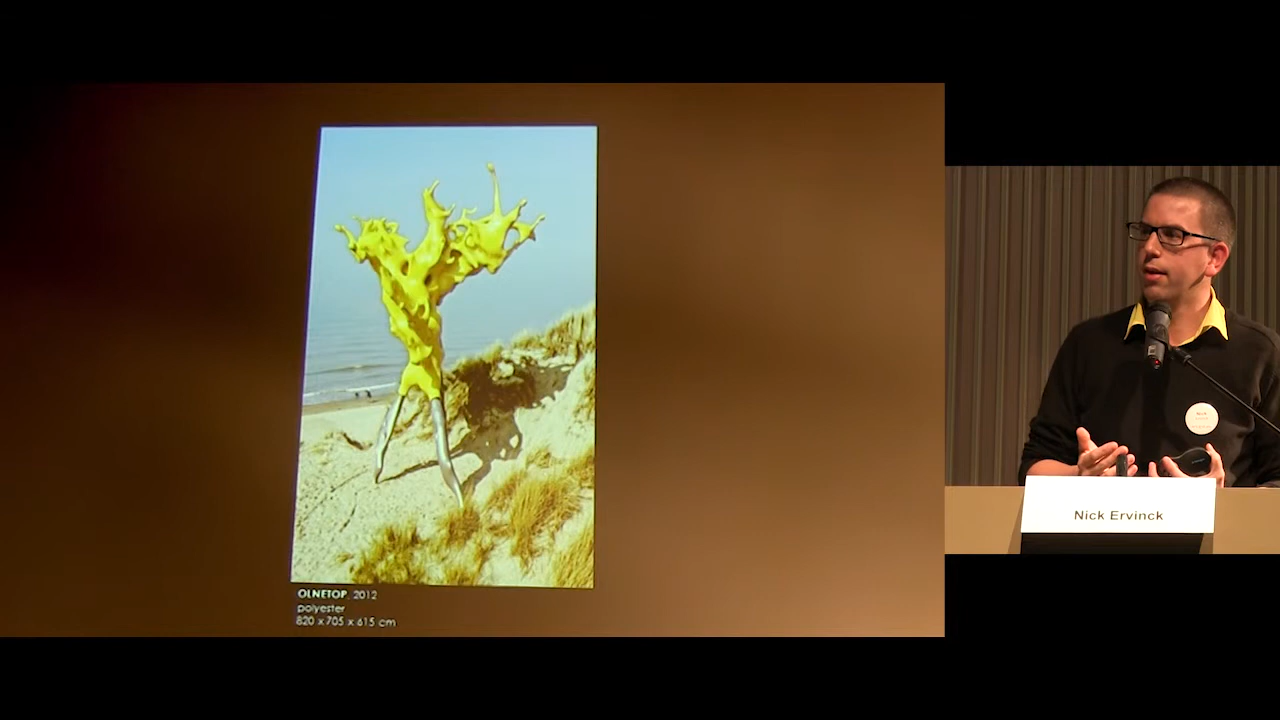 OLNETOP, 2012
polyester
820 x 705 x 615 cm
Nick Ervinck